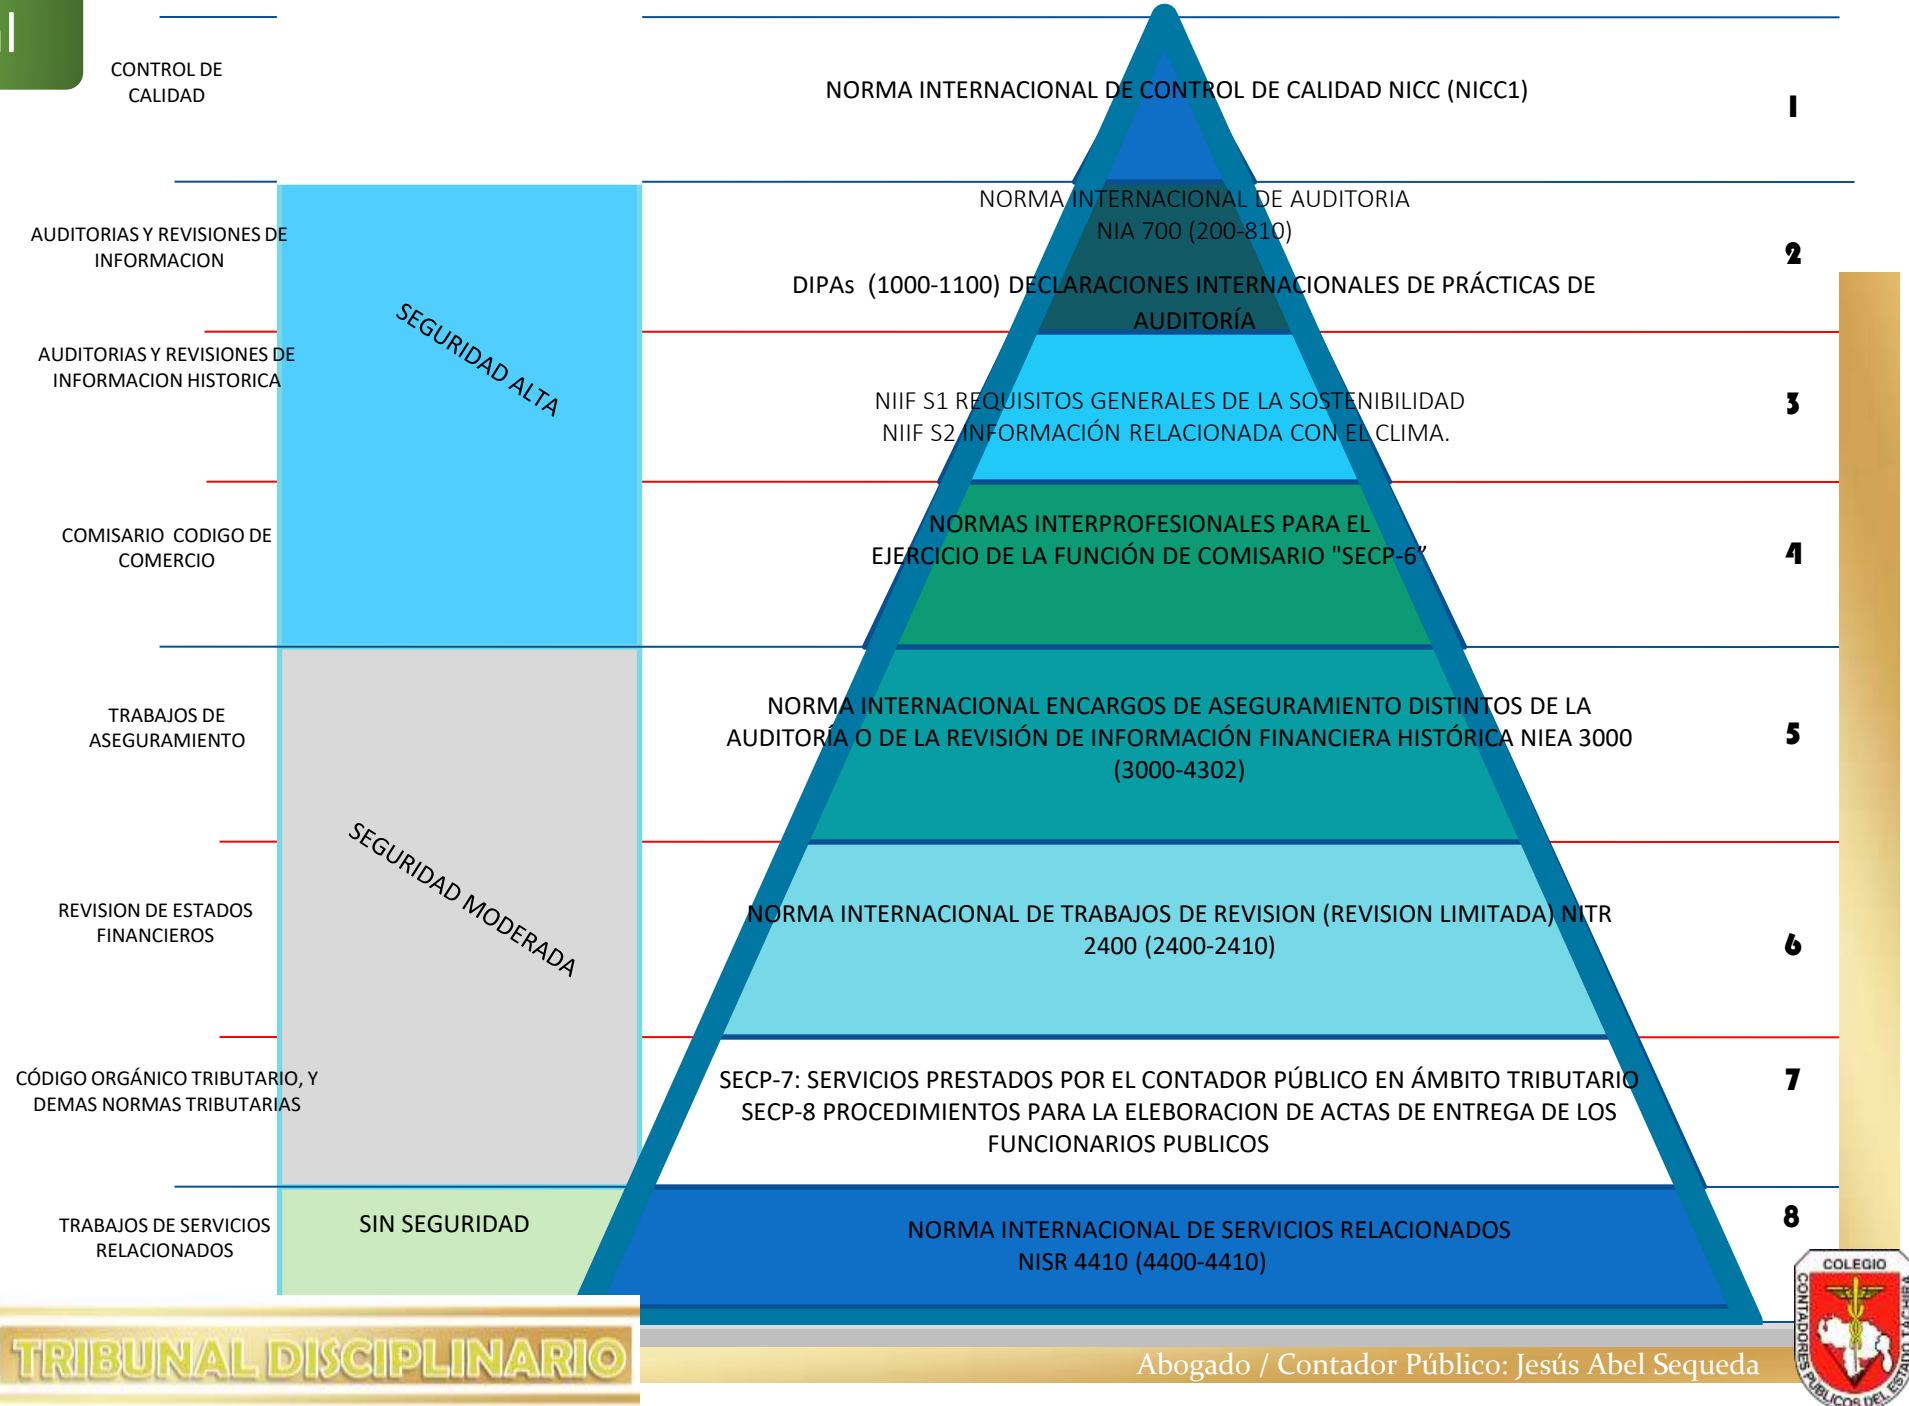 l
CONTROL DE
CALIDAD
NORMA INTERNACIONAL DE CONTROL DE CALIDAD NICC (NICC1)
1
AUDITORIAS Y REVISIONES DE
INFORMACION
SEGURIDAD ALTA
NORMA INTERNACIONAL DE AUDITORIA
NIA 700 (200-810)
DIPAs (1000-1100) DECLARACIONES INTERNACIONALES DE PRÁCTICAS DE
AUDITORÍA
2
AUDITORIAS Y REVISIONES DE
INFORMACION HISTORICA
NIIF S1 REQUISITOS GENERALES DE LA SOSTENIBILIDAD
NIIF S2 INFORMACIÓN RELACIONADA CON EL CLIMA.
3
COMISARIO CODIGO DE
COMERCIO
NORMAS INTERPROFESIONALES PARA EL
EJERCICIO DE LA FUNCIÓN DE COMISARIO "SECP-6”
4
TRABAJOS DE
ASEGURAMIENTO
SEGURIDAD MODERADA
NORMA INTERNACIONAL ENCARGOS DE ASEGURAMIENTO DISTINTOS DE LA
AUDITORÍA O DE LA REVISIÓN DE INFORMACIÓN FINANCIERA HISTÓRICA NIEA 3000
(3000-4302)
5
REVISION DE ESTADOS
FINANCIEROS
NORMA INTERNACIONAL DE TRABAJOS DE REVISION (REVISION LIMITADA) NITR
2400 (2400-2410)
6
CÓDIGO ORGÁNICO TRIBUTARIO, Y
DEMAS NORMAS TRIBUTARIAS
SECP-7: SERVICIOS PRESTADOS POR EL CONTADOR PÚBLICO EN ÁMBITO TRIBUTARIO
SECP-8 PROCEDIMIENTOS PARA LA ELEBORACION DE ACTAS DE ENTREGA DE LOS
FUNCIONARIOS PUBLICOS
7
TRABAJOS DE SERVICIOS
RELACIONADOS
SIN SEGURIDAD
NORMA INTERNACIONAL DE SERVICIOS RELACIONADOS
NISR 4410 (4400-4410)
8
TRIBUNAL DISCIPLINARIO
Abogado / Contador Público: Jesús Abel Sequeda
COLEGIO
CONTADORES PUBLICOS DEL ESTADO TACHIRA